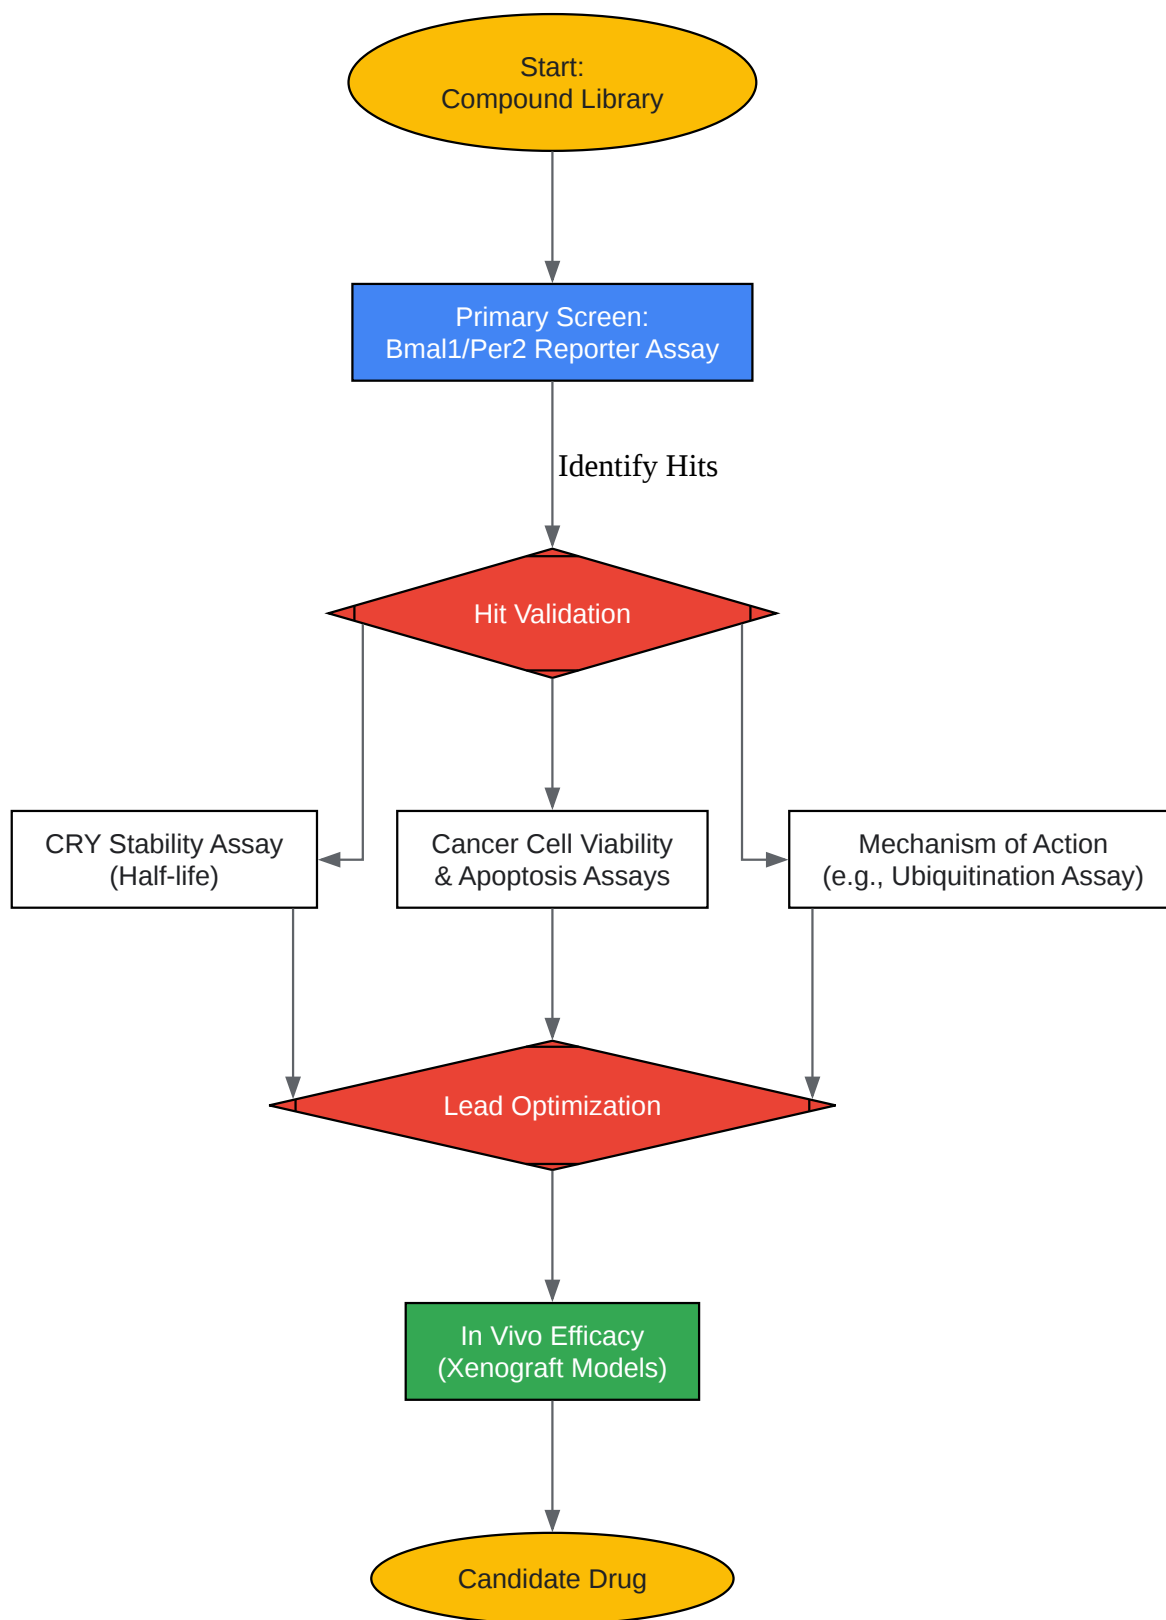 Start:
Compound Library
Primary Screen:
Bmal1/Per2 Reporter Assay
Identify Hits
Hit Validation
CRY Stability Assay
(Half-life)
Cancer Cell Viability
& Apoptosis Assays
Mechanism of Action
(e.g., Ubiquitination Assay)
Lead Optimization
In Vivo Efficacy
(Xenograft Models)
Candidate Drug